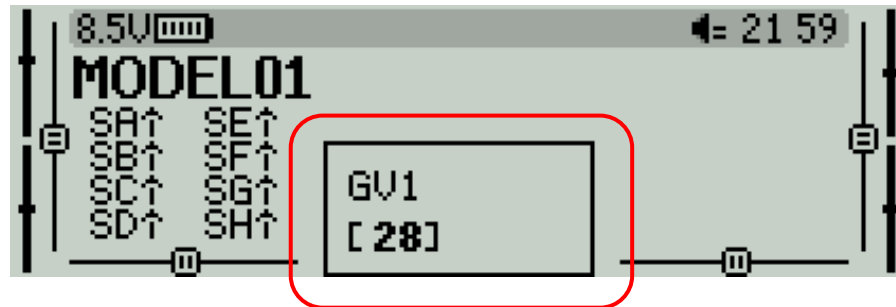 8.5V 21 59
MODEL01
SA↑ SE↑
SB↑ SF↑
SC↑ SG↑
SD↑ SH↑
GV1
[28]